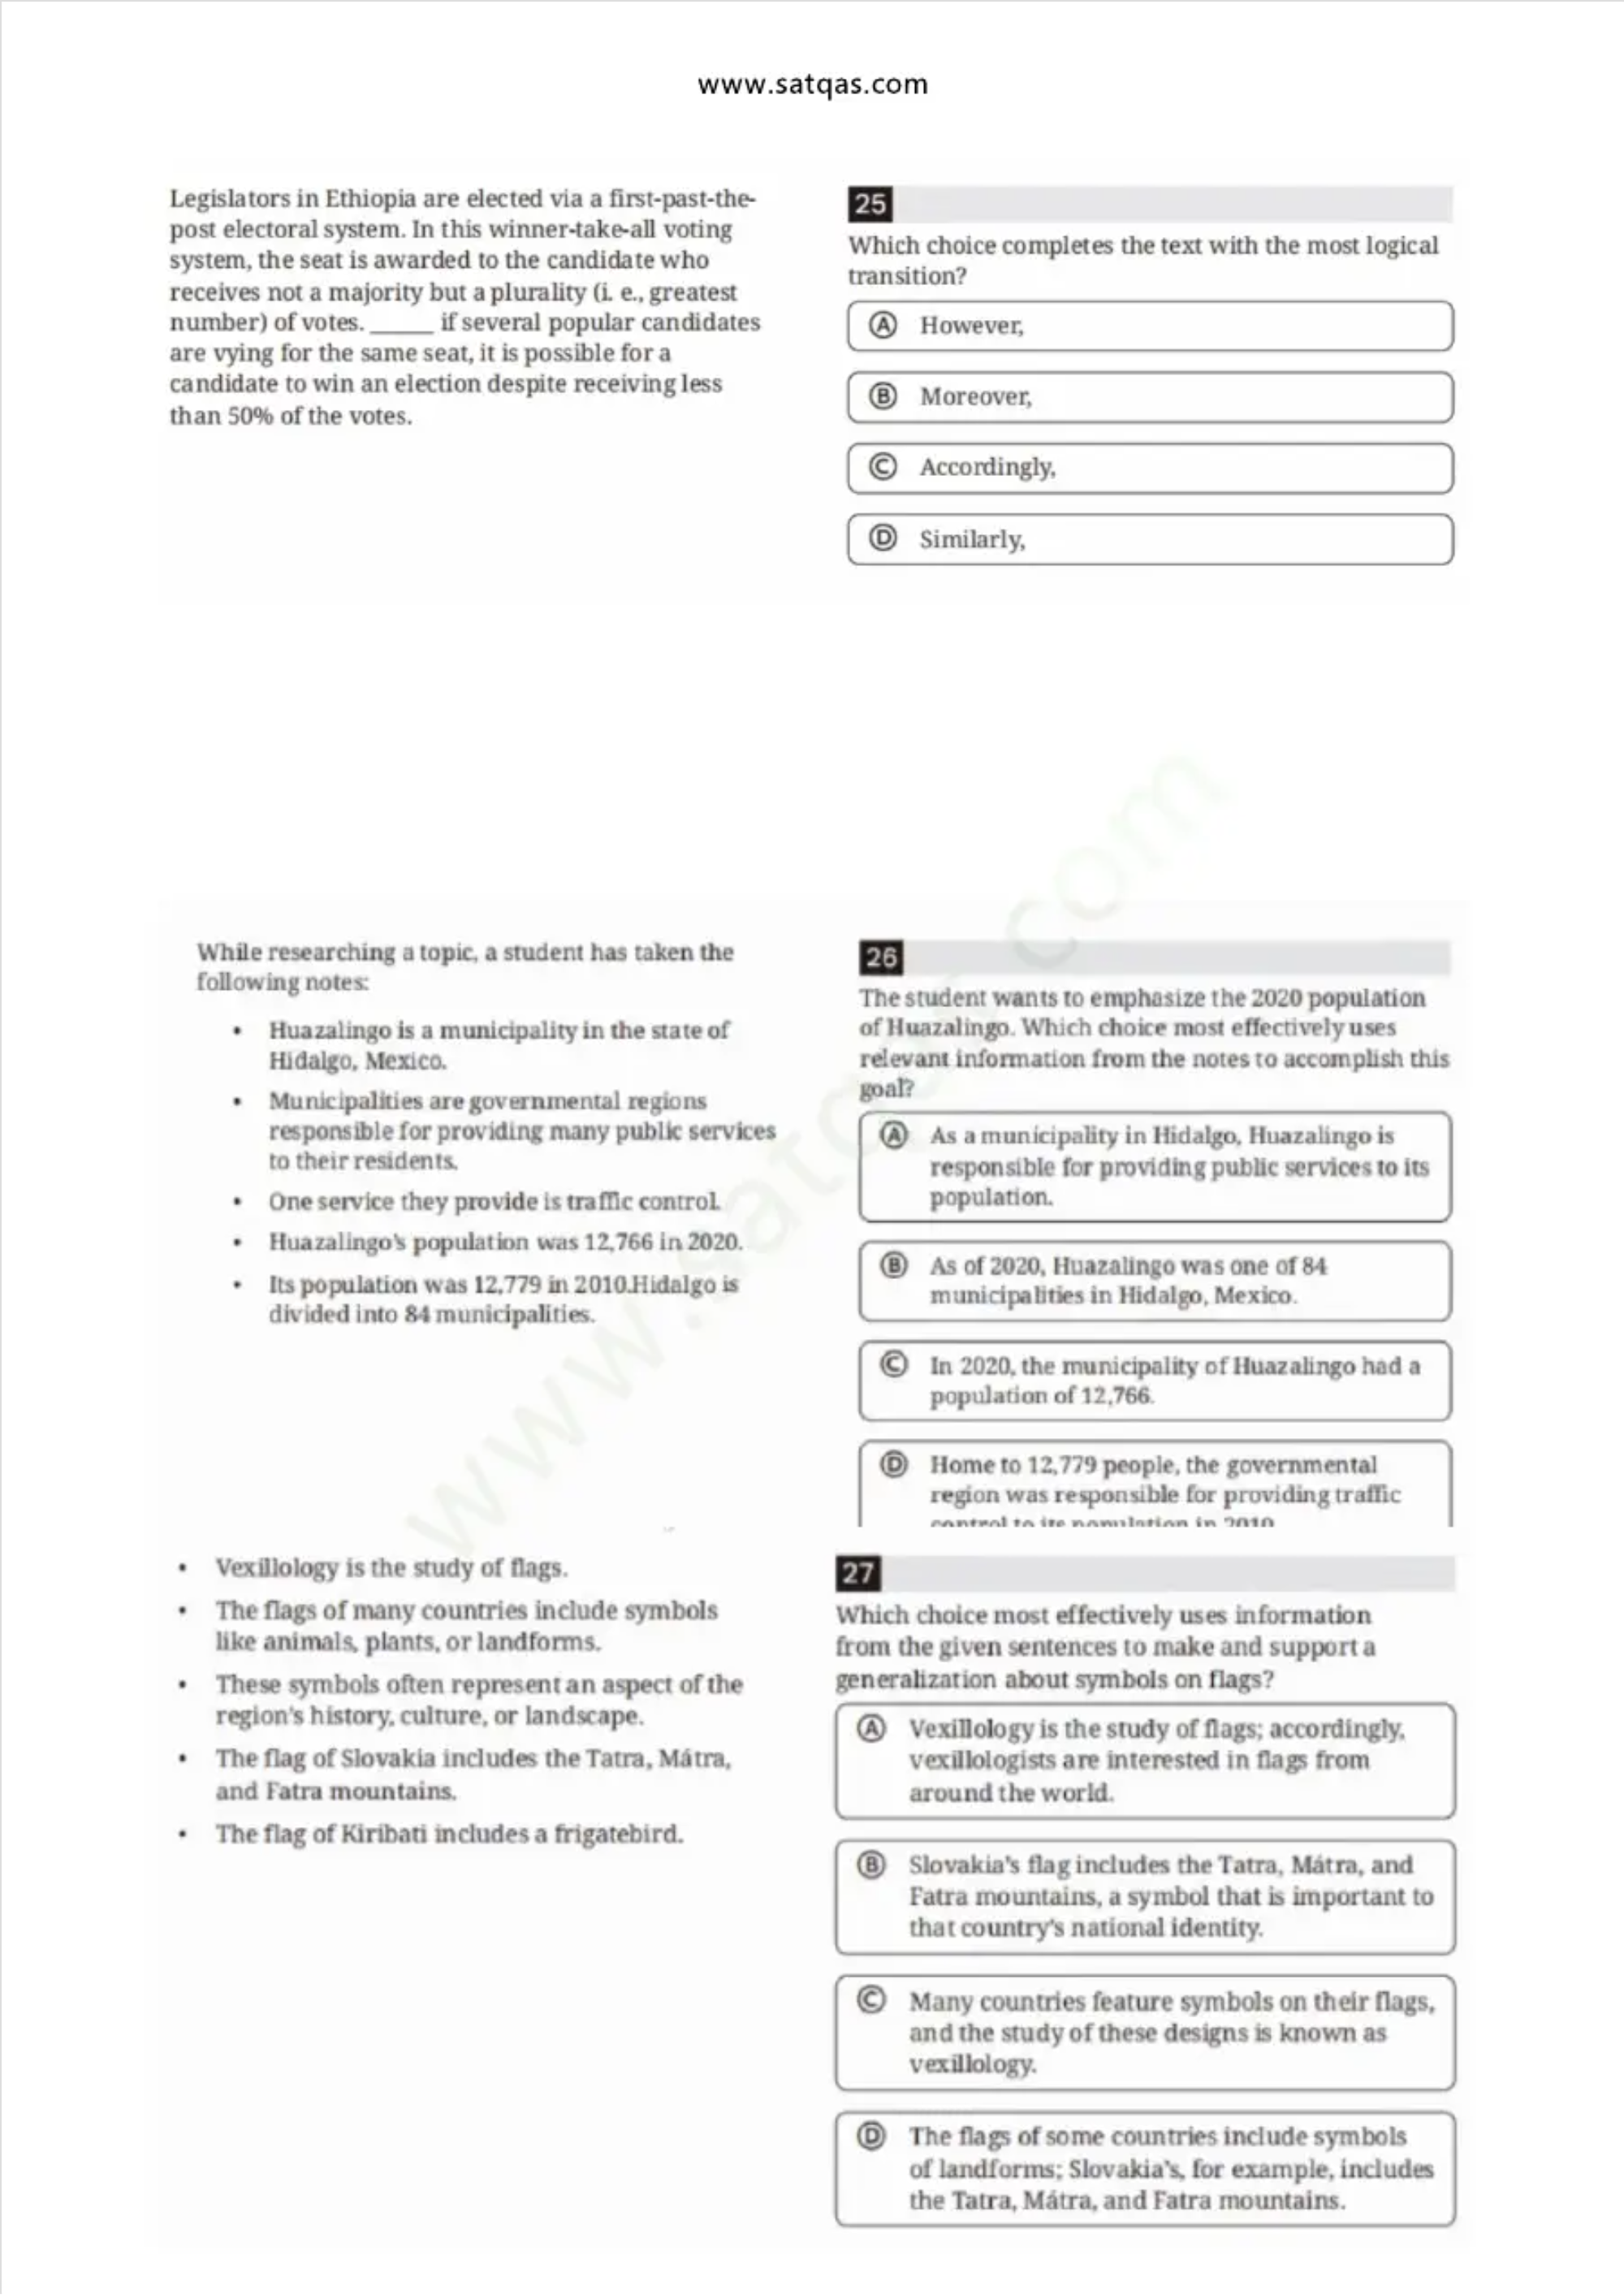 www.satqas.com
Legislators in Ethiopia are elected via a first-past-the-
post electoral system. In this winner-take-all voting
system, the seat is awarded to the candidate who
receives not a majority but a plurality (i. e., greatest
number) of votes. _____ if several popular candidates
are vying for the same seat, it is possible for a
candidate to win an election despite receiving less
than 50% of the votes.
25
Which choice completes the text with the most logical
transition?
Ⓐ However,
Ⓑ Moreover,
Ⓒ Accordingly,
Ⓓ Similarly,
While researching a topic, a student has taken the
following notes:
• Huazalingo is a municipality in the state of
Hidalgo, Mexico.
• Municipalities are governmental regions
responsible for providing many public services
to their residents.
• One service they provide is traffic control.
• Huazalingo's population was 12,766 in 2020.
• Its population was 12,779 in 2010.Hidalgo is
divided into 84 municipalities.
26
The student wants to emphasize the 2020 population
of Huazalingo. Which choice most effectively uses
relevant information from the notes to accomplish this
goal?
Ⓐ As a municipality in Hidalgo, Huazalingo is
responsible for providing public services to its
population.
Ⓑ As of 2020, Huazalingo was one of 84
municipalities in Hidalgo, Mexico.
Ⓒ In 2020, the municipality of Huazalingo had a
population of 12,766.
Ⓓ Home to 12,779 people, the governmental
region was responsible for providing traffic
control to its population in 2010
www.satqas.com
• Vexillology is the study of flags.
• The flags of many countries include symbols
like animals, plants, or landforms.
• These symbols often represent an aspect of the
region's history, culture, or landscape.
• The flag of Slovakia includes the Tatra, Mátra,
and Fatra mountains.
• The flag of Kiribati includes a frigatebird.
27
Which choice most effectively uses information
from the given sentences to make and support a
generalization about symbols on flags?
Ⓐ Vexillology is the study of flags; accordingly,
vexillologists are interested in flags from
around the world.
Ⓑ Slovakia's flag includes the Tatra, Mátra, and
Fatra mountains, a symbol that is important to
that country's national identity.
Ⓒ Many countries feature symbols on their flags,
and the study of these designs is known as
vexillology.
Ⓓ The flags of some countries include symbols
of landforms; Slovakia's, for example, includes
the Tatra, Mátra, and Fatra mountains.